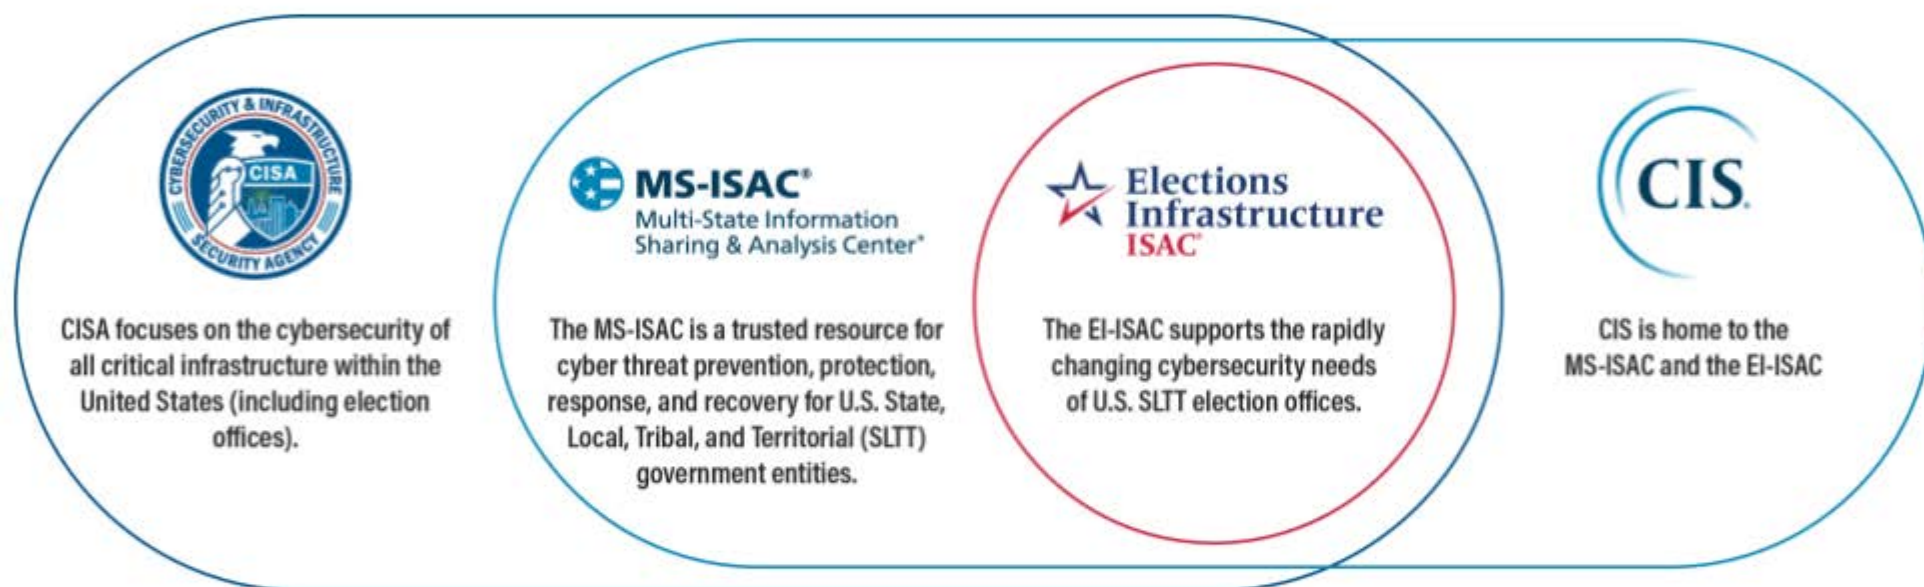 CYBERSECURITY & INFRASTRUCTURE
SECURITY AGENCY
CISA
CISA focuses on the cybersecurity of
all critical infrastructure within the
United States (including election
offices).
MS-ISAC®
Multi-State Information
Sharing & Analysis Center®
The MS-ISAC is a trusted resource for
cyber threat prevention, protection,
response, and recovery for U.S. State,
Local, Tribal, and Territorial (SLTT)
government entities.
Elections
Infrastructure
ISAC®
The EI-ISAC supports the rapidly
changing cybersecurity needs
of U.S. SLTT election offices.
CIS®
CIS is home to the
MS-ISAC and the EI-ISAC